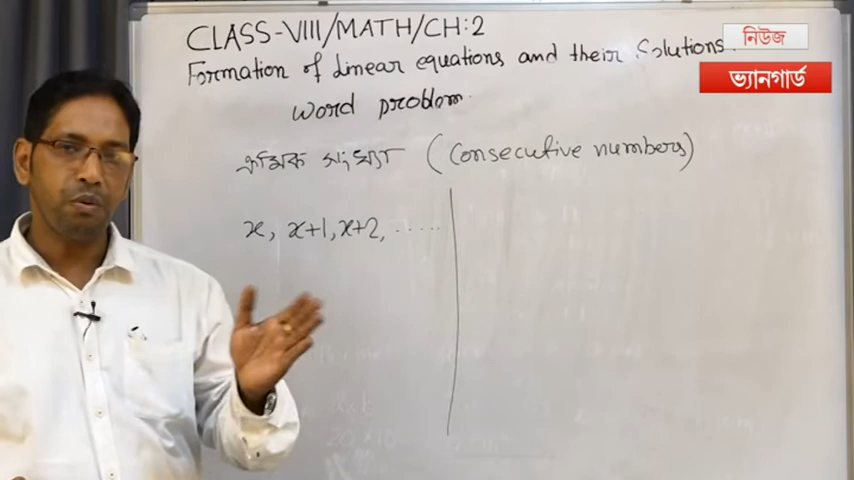 CLASS-VIII/MATH/CH:2
Formation of linear equations and their Solutions.
word problem.
ক্রমিক সংখ্যা (Consecutive numbers)
x, x+1, x+2, ......
নিউজ
ভ্যানগার্ড